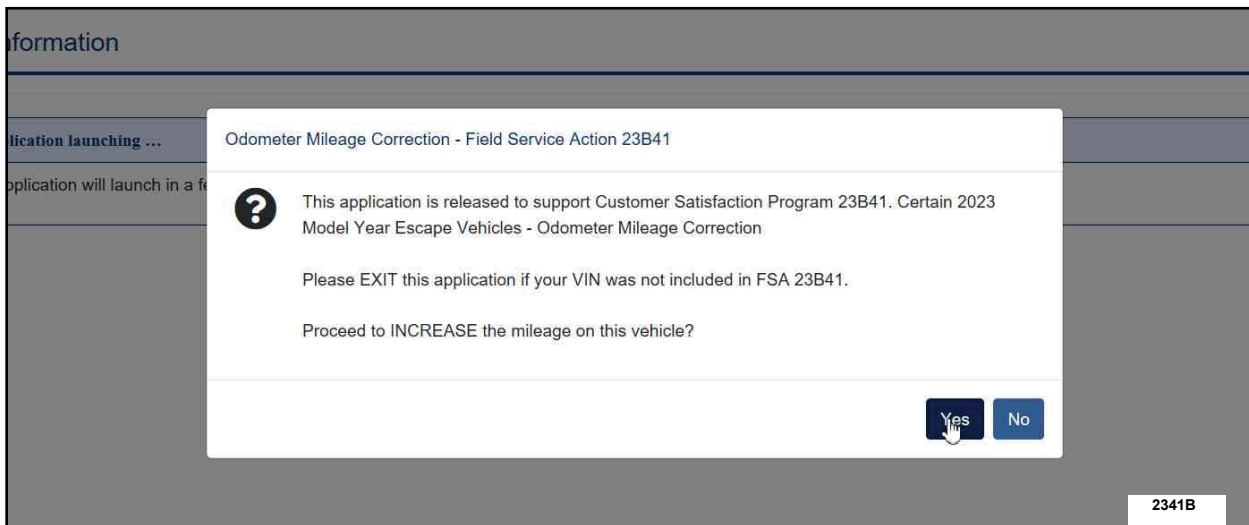 nformation
lication launching ...
pplication will launch in a fe
Odometer Mileage Correction - Field Service Action 23B41
This application is released to support Customer Satisfaction Program 23B41. Certain 2023
Model Year Escape Vehicles - Odometer Mileage Correction
Please EXIT this application if your VIN was not included in FSA 23B41.
Proceed to INCREASE the mileage on this vehicle?
Yes No
2341B